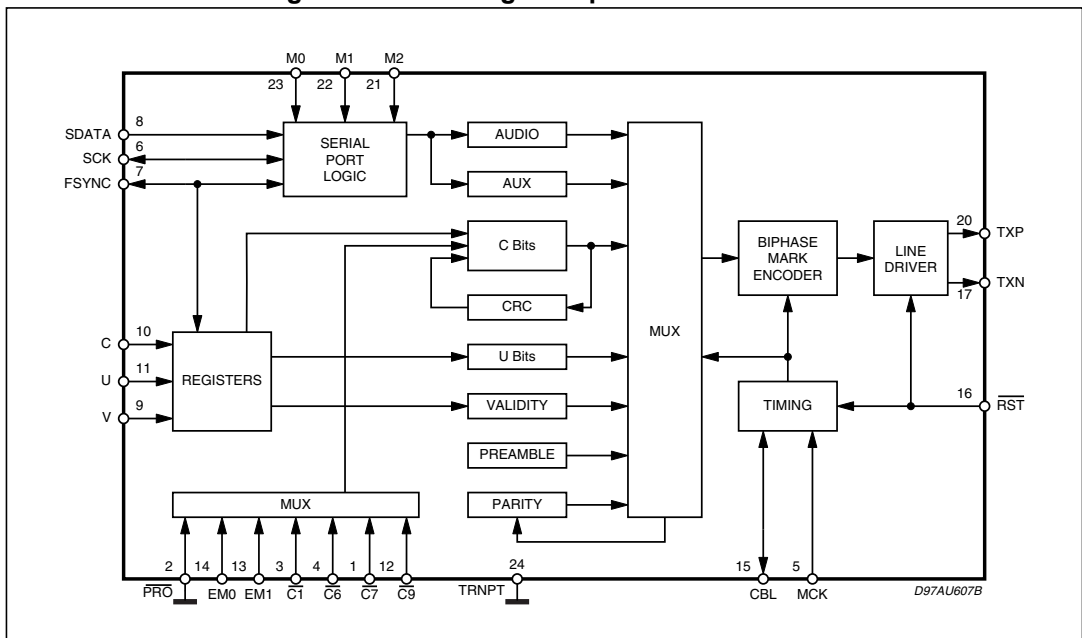 M0 M1 M2
23 22 21
SDATA 8
SCK 6
FSYNC 7
SERIAL
PORT
LOGIC
AUDIO
AUX
C Bits
CRC
U Bits
VALIDITY
PREAMBLE
PARITY
MUX
BIPHASE
MARK
ENCODER
LINE
DRIVER
20 TXP
17 TXN
C 10
U 11
V 9
REGISTERS
TIMING
16 RST
MUX
2 14 13 3 4 1 12
PRO EM0 EM1 C1 C6 C7 C9
24
TRNPT
15 5
CBL MCK
D97AU607B